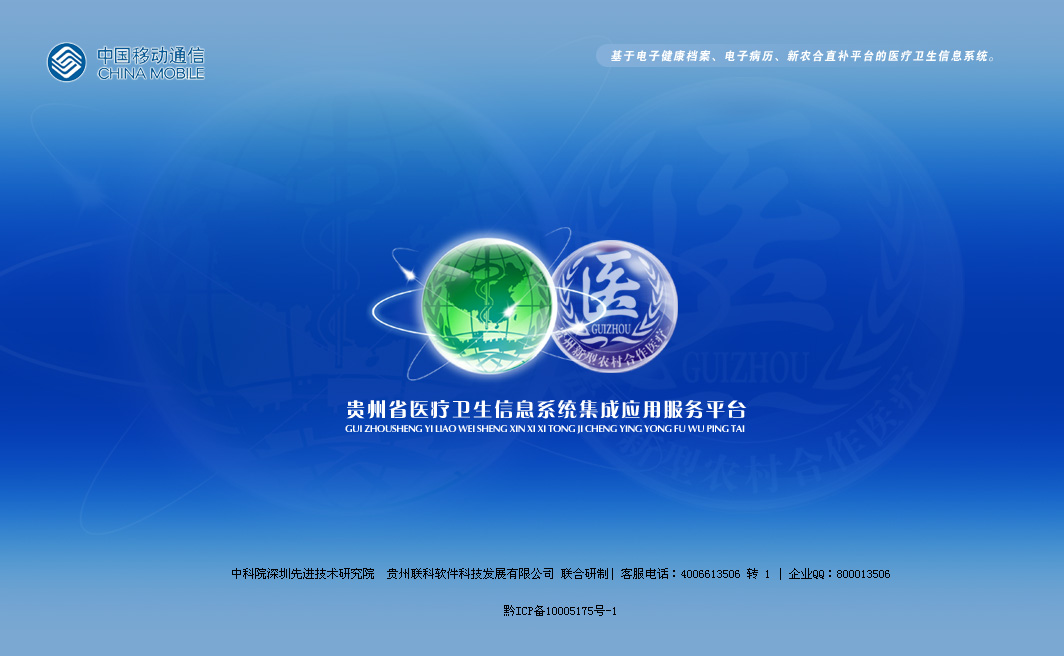 中国移动通信
CHINA MOBILE
基于电子健康档案、电子病历、新农合直补平台的医疗卫生信息系统。
医
GUIZHOU
贵州新型农村合作医疗
贵州省医疗卫生信息系统集成应用服务平台
GUI ZHOUSHENG YI LIAO WEI SHENG XIN XI XI TONG JI CHENG YING YONG FU WU PING TAI
中科院深圳先进技术研究院 贵州联科软件科技发展有限公司 联合研制| 客服电话：4006613506 转 1 | 企业QQ：800013506
黔ICP备10005175号-1